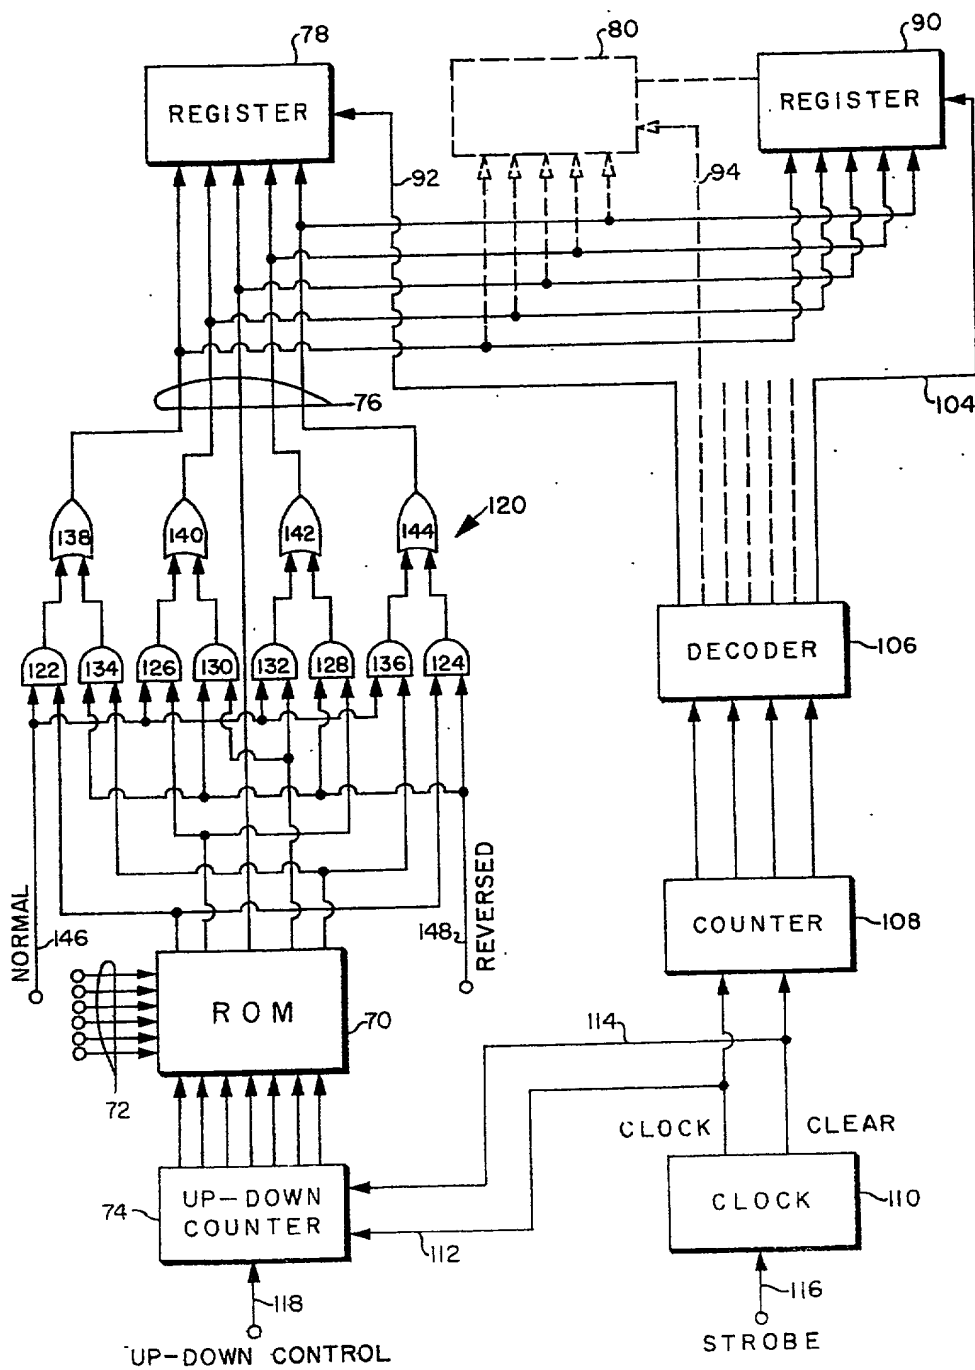 78
80
90
REGISTER
REGISTER
92
94
76
104
138
140
142
144
120
122
134
126
130
132
128
136
124
DECODER
106
NORMAL
146
148
REVERSED
COUNTER
108
ROM
70
72
114
CLOCK
CLEAR
74
UP-DOWN
COUNTER
112
CLOCK
110
118
116
UP-DOWN CONTROL
STROBE